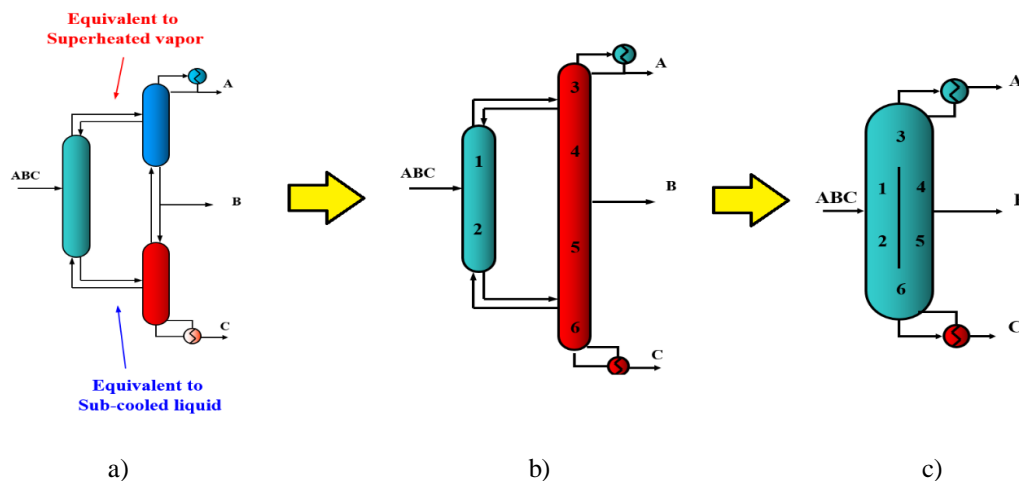 Equivalent to
Superheated vapor
A
ABC
B
C
Equivalent to
Sub-cooled liquid
a)
3
A
4
1
ABC
B
2
5
6
C
b)
A
3
1 4
ABC
2 5
6
C
c)